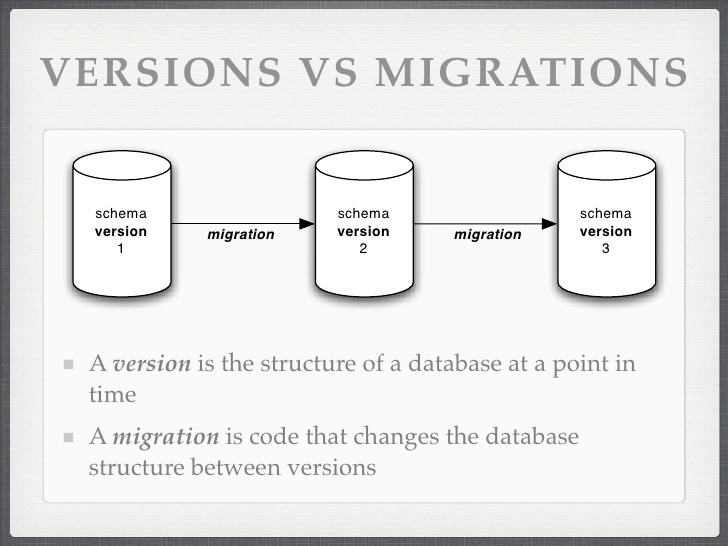 VERSIONS VS MIGRATIONS
schema
version
1
migration
schema
version
2
migration
schema
version
3
A version is the structure of a database at a point in
time
A migration is code that changes the database
structure between versions